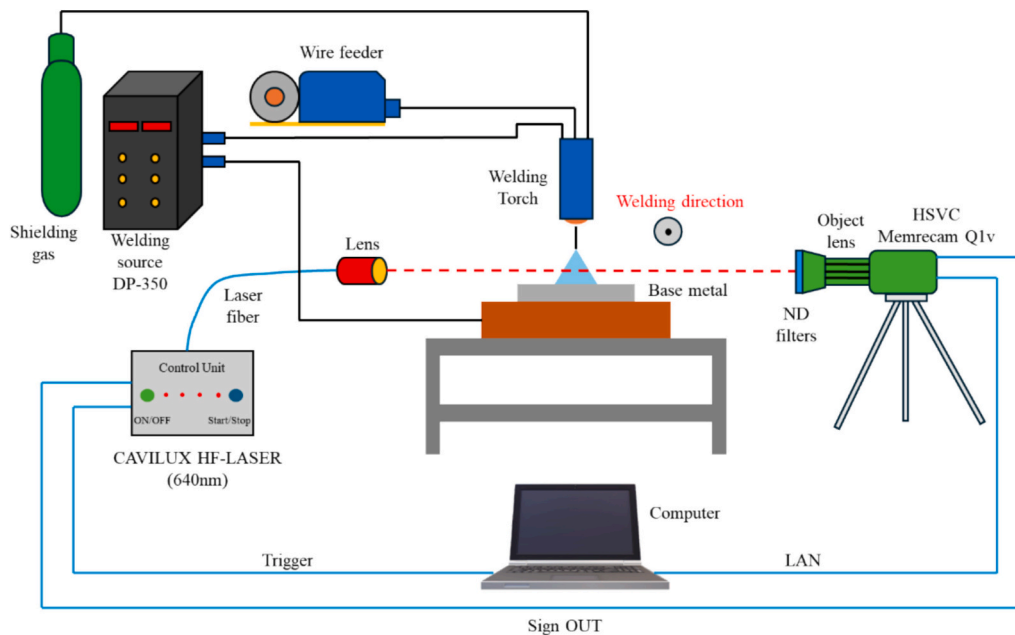 Wire feeder
Shielding
gas
Welding
source
DP-350
Welding
Torch
Welding direction
Lens
Object
lens
HSVC
Memrecam Q1v
Base metal
ND
filters
Laser
fiber
Control Unit
ON/OFF
Start/Stop
CAVILUX HF-LASER
(640nm)
Computer
Trigger
LAN
Sign OUT